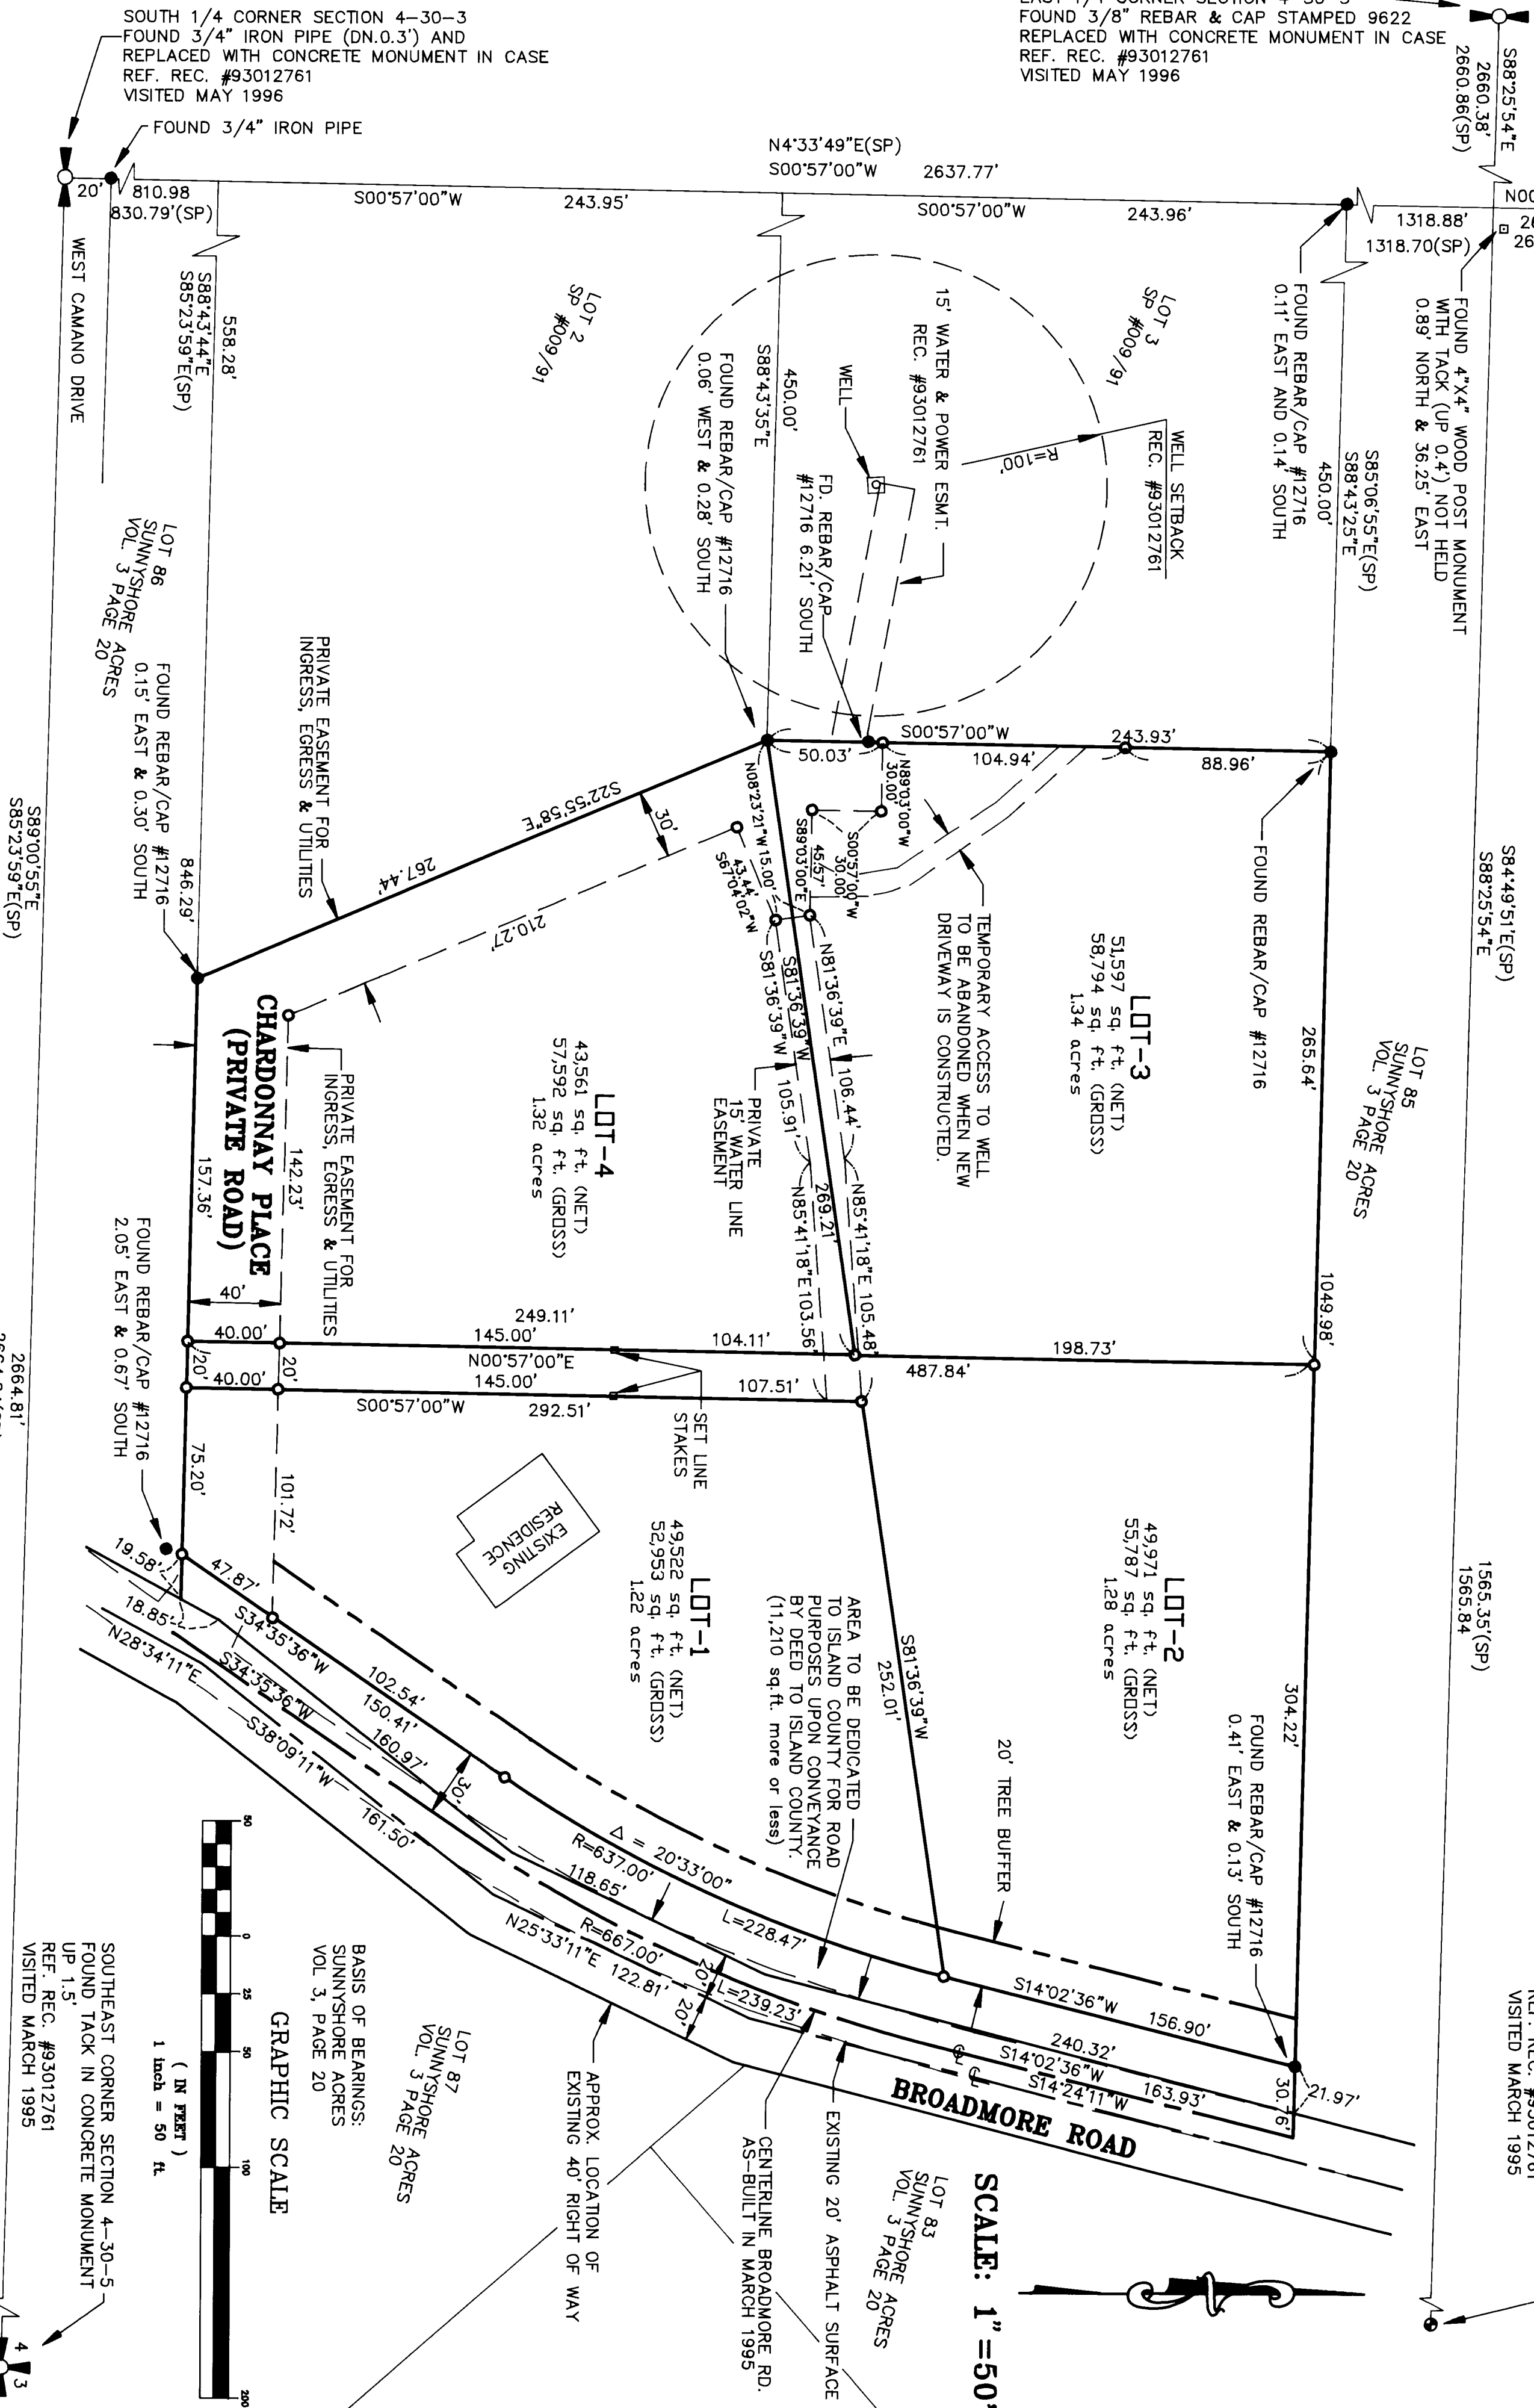 SOUTH 1/4 CORNER SECTION 4-30-3
FOUND 3/4" IRON PIPE (DN.0.3') AND
REPLACED WITH CONCRETE MONUMENT IN CASE
REF. REC. #93012761
VISITED MAY 1996
FOUND 3/4" IRON PIPE
FOUND 3/8" REBAR & CAP STAMPED 9622
REPLACED WITH CONCRETE MONUMENT IN CASE
REF. REC. #93012761
VISITED MAY 1996
S88°25'54"E
2660.38'
2660.86(SP)
N4°33'49"E(SP)
S00°57'00"W 2637.77'
20'
810.98
830.79'(SP)
S00°57'00"W 243.95'
S00°57'00"W 243.96'
1318.88'
1318.70(SP)
FOUND 4"X4" WOOD POST MONUMENT
WITH TACK (UP 0.4') NOT HELD
0.89' NORTH & 36.25' EAST
WEST CAMANO DRIVE
558.28'
S88°43'44"E
S85°23'59"E(SP)
LOT 2
SP #009/91
LOT 3
SP #009/91
450.00'
S88°43'35"E
15' WATER & POWER ESMT.
REC. #93012761
WELL
R=100'
WELL SETBACK
REC. #93012761
FOUND REBAR/CAP #12716
0.11' EAST AND 0.14' SOUTH
S85°06'55"E(SP)
S88°43'25"E
450.00'
FOUND REBAR/CAP #12716
0.06' WEST & 0.28' SOUTH
FD. REBAR/CAP
#12716 6.21' SOUTH
LOT 86
SUNNYSHORE ACRES
VOL. 3 PAGE 20
FOUND REBAR/CAP #12716
0.15' EAST & 0.30' SOUTH
846.29'
PRIVATE EASEMENT FOR
INGRESS, EGRESS & UTILITIES
S00°57'00"W 243.93'
50.03'
104.94'
88.96'
N89°03'00"W
30.00'
S00°57'00"W
30.00'
S89°03'00"E
45.57'
N08°23'21"W 15.00'
43.44'
S67°04'02"W
S22°55'58"E
267.44'
30'
210.27'
TEMPORARY ACCESS TO WELL
TO BE ABANDONED WHEN NEW
DRIVEWAY IS CONSTRUCTED.
LOT-3
51,597 sq. ft. (NET)
58,794 sq. ft. (GROSS)
1.34 acres
FOUND REBAR/CAP #12716
265.64'
S84°49'51'E(SP)
S88°25'54"E
LOT 85
SUNNYSHORE ACRES
VOL. 3 PAGE 20
N81°36'39"E 106.44'
S81°36'39"W
S81°36'39"W 105.91'
269.21'
N85°41'18"E 105.48'
N85°41'18"E 103.56'
PRIVATE
15' WATER LINE
EASEMENT
LOT-4
43,561 sq. ft. (NET)
57,592 sq. ft. (GROSS)
1.32 acres
PRIVATE EASEMENT FOR
INGRESS, EGRESS & UTILITIES
142.23'
CHARDONNAY PLACE
(PRIVATE ROAD)
157.36'
40'
S89°00'55"E
S85°23'59"E(SP)
2664.81'
1049.98'
249.11'
40.00' 145.00' 104.11' 198.73'
N00°57'00"E 487.84'
20' 20'
40.00' 145.00' 107.51'
S00°57'00"W 292.51'
SET LINE
STAKES
FOUND REBAR/CAP #12716
2.05' EAST & 0.67' SOUTH
75.20'
101.72'
EXISTING
RESIDENCE
LOT-1
49,522 sq. ft. (NET)
52,953 sq. ft. (GROSS)
1.22 acres
LOT-2
49,971 sq. ft. (NET)
55,787 sq. ft. (GROSS)
1.28 acres
S81°36'39"W
252.01'
AREA TO BE DEDICATED
TO ISLAND COUNTY FOR ROAD
PURPOSES UPON CONVEYANCE
BY DEED TO ISLAND COUNTY.
(11,210 sq.ft. more or less)
20' TREE BUFFER
304.22'
FOUND REBAR/CAP #12716
0.41' EAST & 0.13' SOUTH
1565.35'(SP)
1565.84
19.58'
18.85'
47.87'
S34°35'36"W
102.54'
150.41'
160.97'
S34°35'36"W
N28°34'11"E
S38°09'11"W
161.50'
30'
Δ = 20°33'00"
R=637.00'
L=228.47'
118.65'
R=667.00'
L=239.23'
N25°33'11"E 122.81'
20'
20'
S14°02'36"W 156.90'
240.32'
S14°02'36"W 163.93'
S14°24'11"W
30.76'
21.97'
BROADMORE ROAD
APPROX. LOCATION OF
EXISTING 40' RIGHT OF WAY
CENTERLINE BROADMORE RD.
AS-BUILT IN MARCH 1995
EXISTING 20' ASPHALT SURFACE
LOT 83
SUNNYSHORE ACRES
VOL. 3 PAGE 20
LOT 87
SUNNYSHORE ACRES
VOL. 3 PAGE 20
BASIS OF BEARINGS:
SUNNYSHORE ACRES
VOL 3, PAGE 20
SCALE: 1"=50'
GRAPHIC SCALE
50 0 25 50 100 200
( IN FEET )
1 inch = 50 ft
SOUTHEAST CORNER SECTION 4-30-5
FOUND TACK IN CONCRETE MONUMENT
UP 1.5'
REF. REC. #93012761
VISITED MARCH 1995
4 3
VISITED MARCH 1995